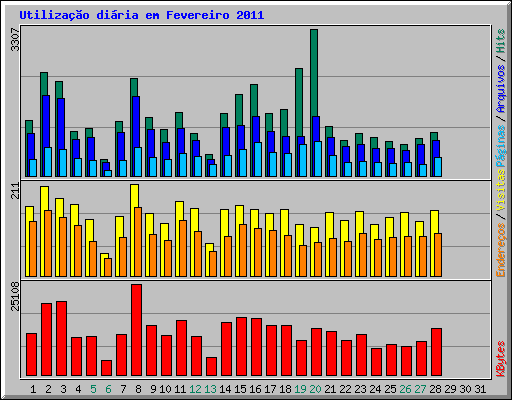 Utilização diária em Fevereiro 2011
3307
211
25108
Endereços / Visitas Páginas / Arquivos / Hits
KBytes
1 2 3 4 5 6 7 8 9 10 11 12 13 14 15 16 17 18 19 20 21 22 23 24 25 26 27 28 29 30 31